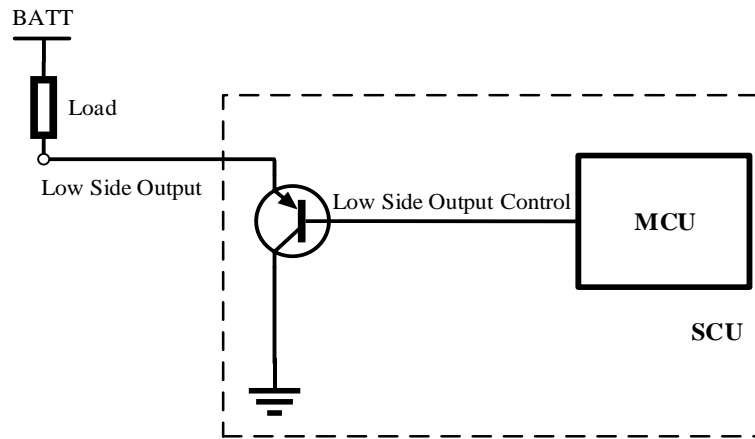 BATT
Load
Low Side Output
Low Side Output Control
MCU
SCU